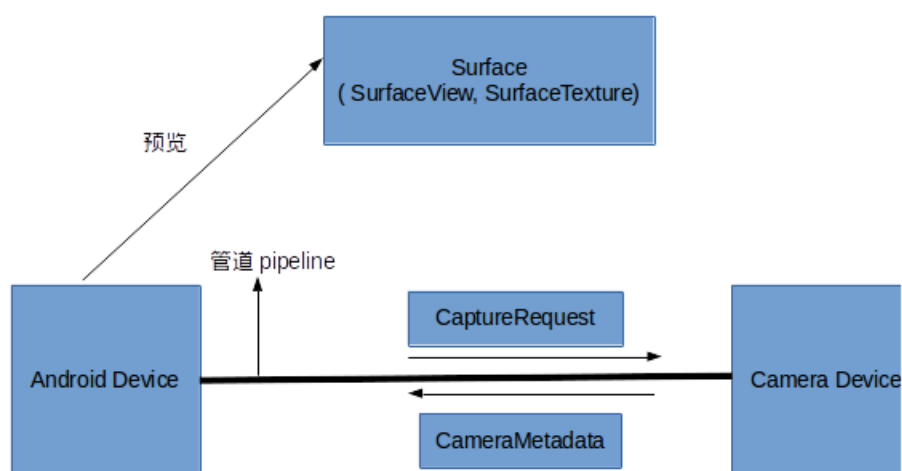 Surface
( SurfaceView, SurfaceTexture)
预览
管道 pipeline
CaptureRequest
Android Device
Camera Device
CameraMetadata